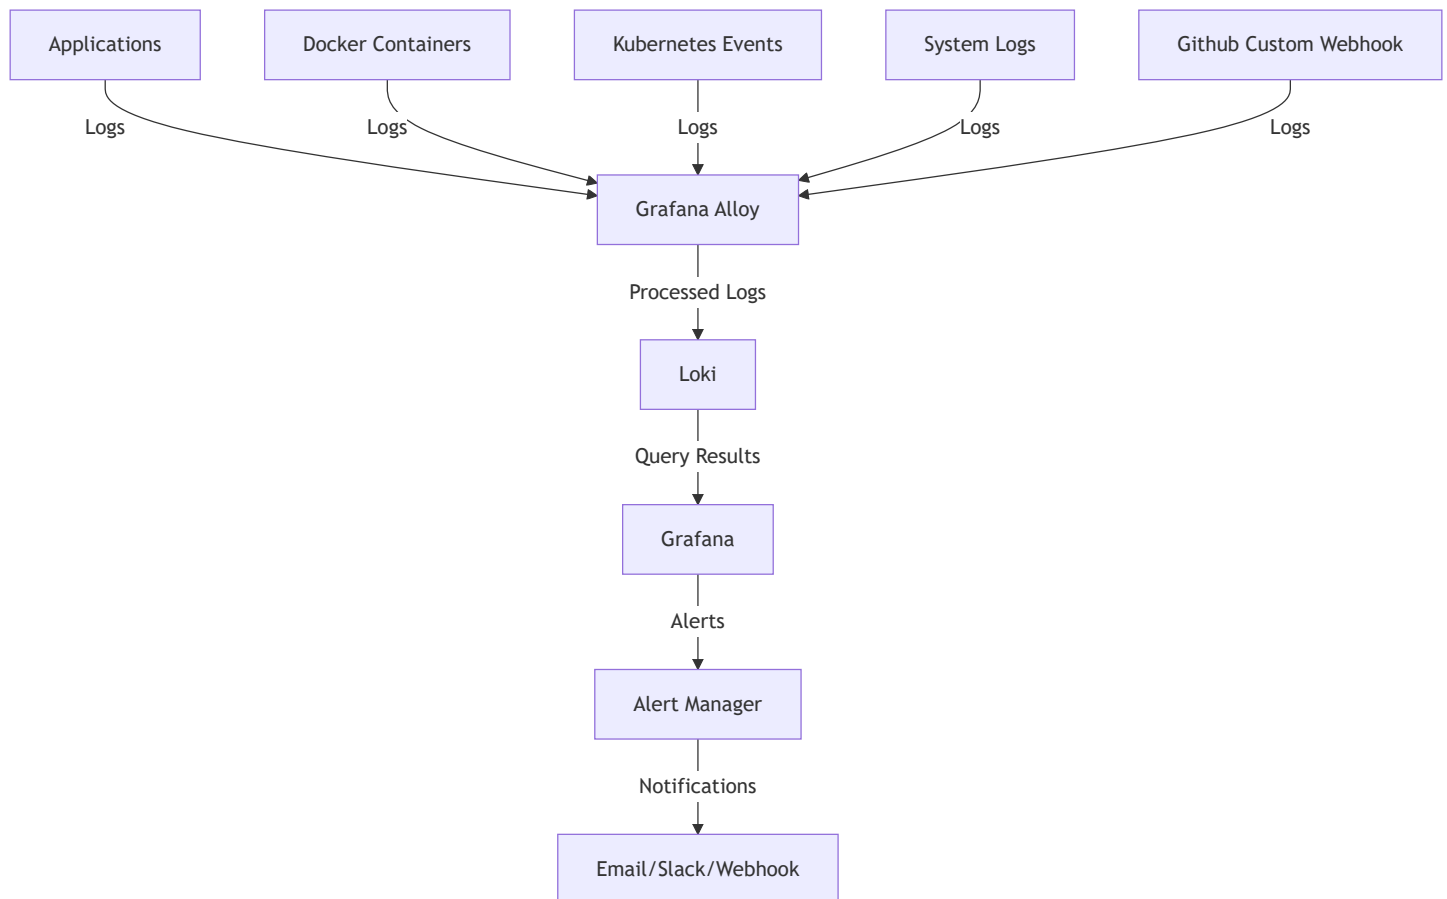 Applications
Docker Containers
Kubernetes Events
System Logs
Github Custom Webhook
Logs
Logs
Logs
Logs
Logs
Grafana Alloy
Processed Logs
Loki
Query Results
Grafana
Alerts
Alert Manager
Notifications
Email/Slack/Webhook